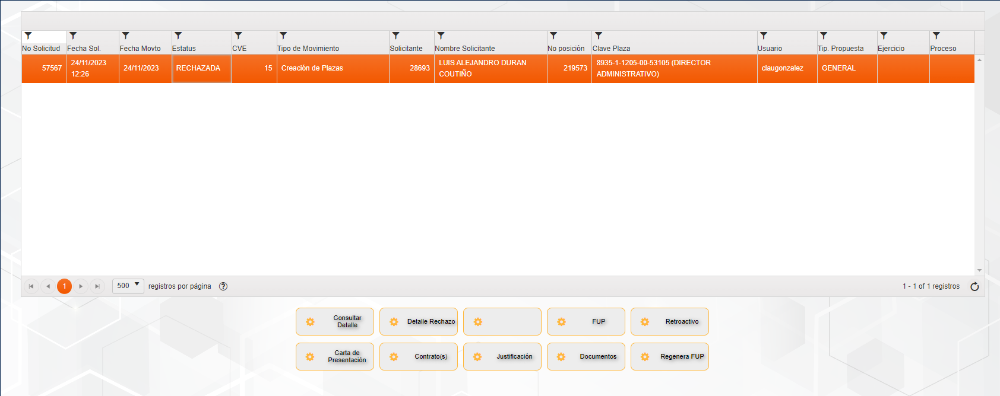 No Solicitud Fecha Sol. Fecha Movto Estatus CVE Tipo de Movimiento Solicitante Nombre Solicitante No posición Clave Plaza Usuario Tip. Propuesta Ejercicio Proceso
57567 24/11/2023 12:26 24/11/2023 RECHAZADA 15 Creación de Plazas 28693 LUIS ALEJANDRO DURAN COUTIÑO 219573 8935-1-1205-00-53105 (DIRECTOR ADMINISTRATIVO) claugonzalez GENERAL
1 500 registros por página 1 - 1 of 1 registros
Consultar Detalle
Detalle Rechazo
FUP
Retroactivo
Carta de Presentación
Contrato(s)
Justificación
Documentos
Regenera FUP